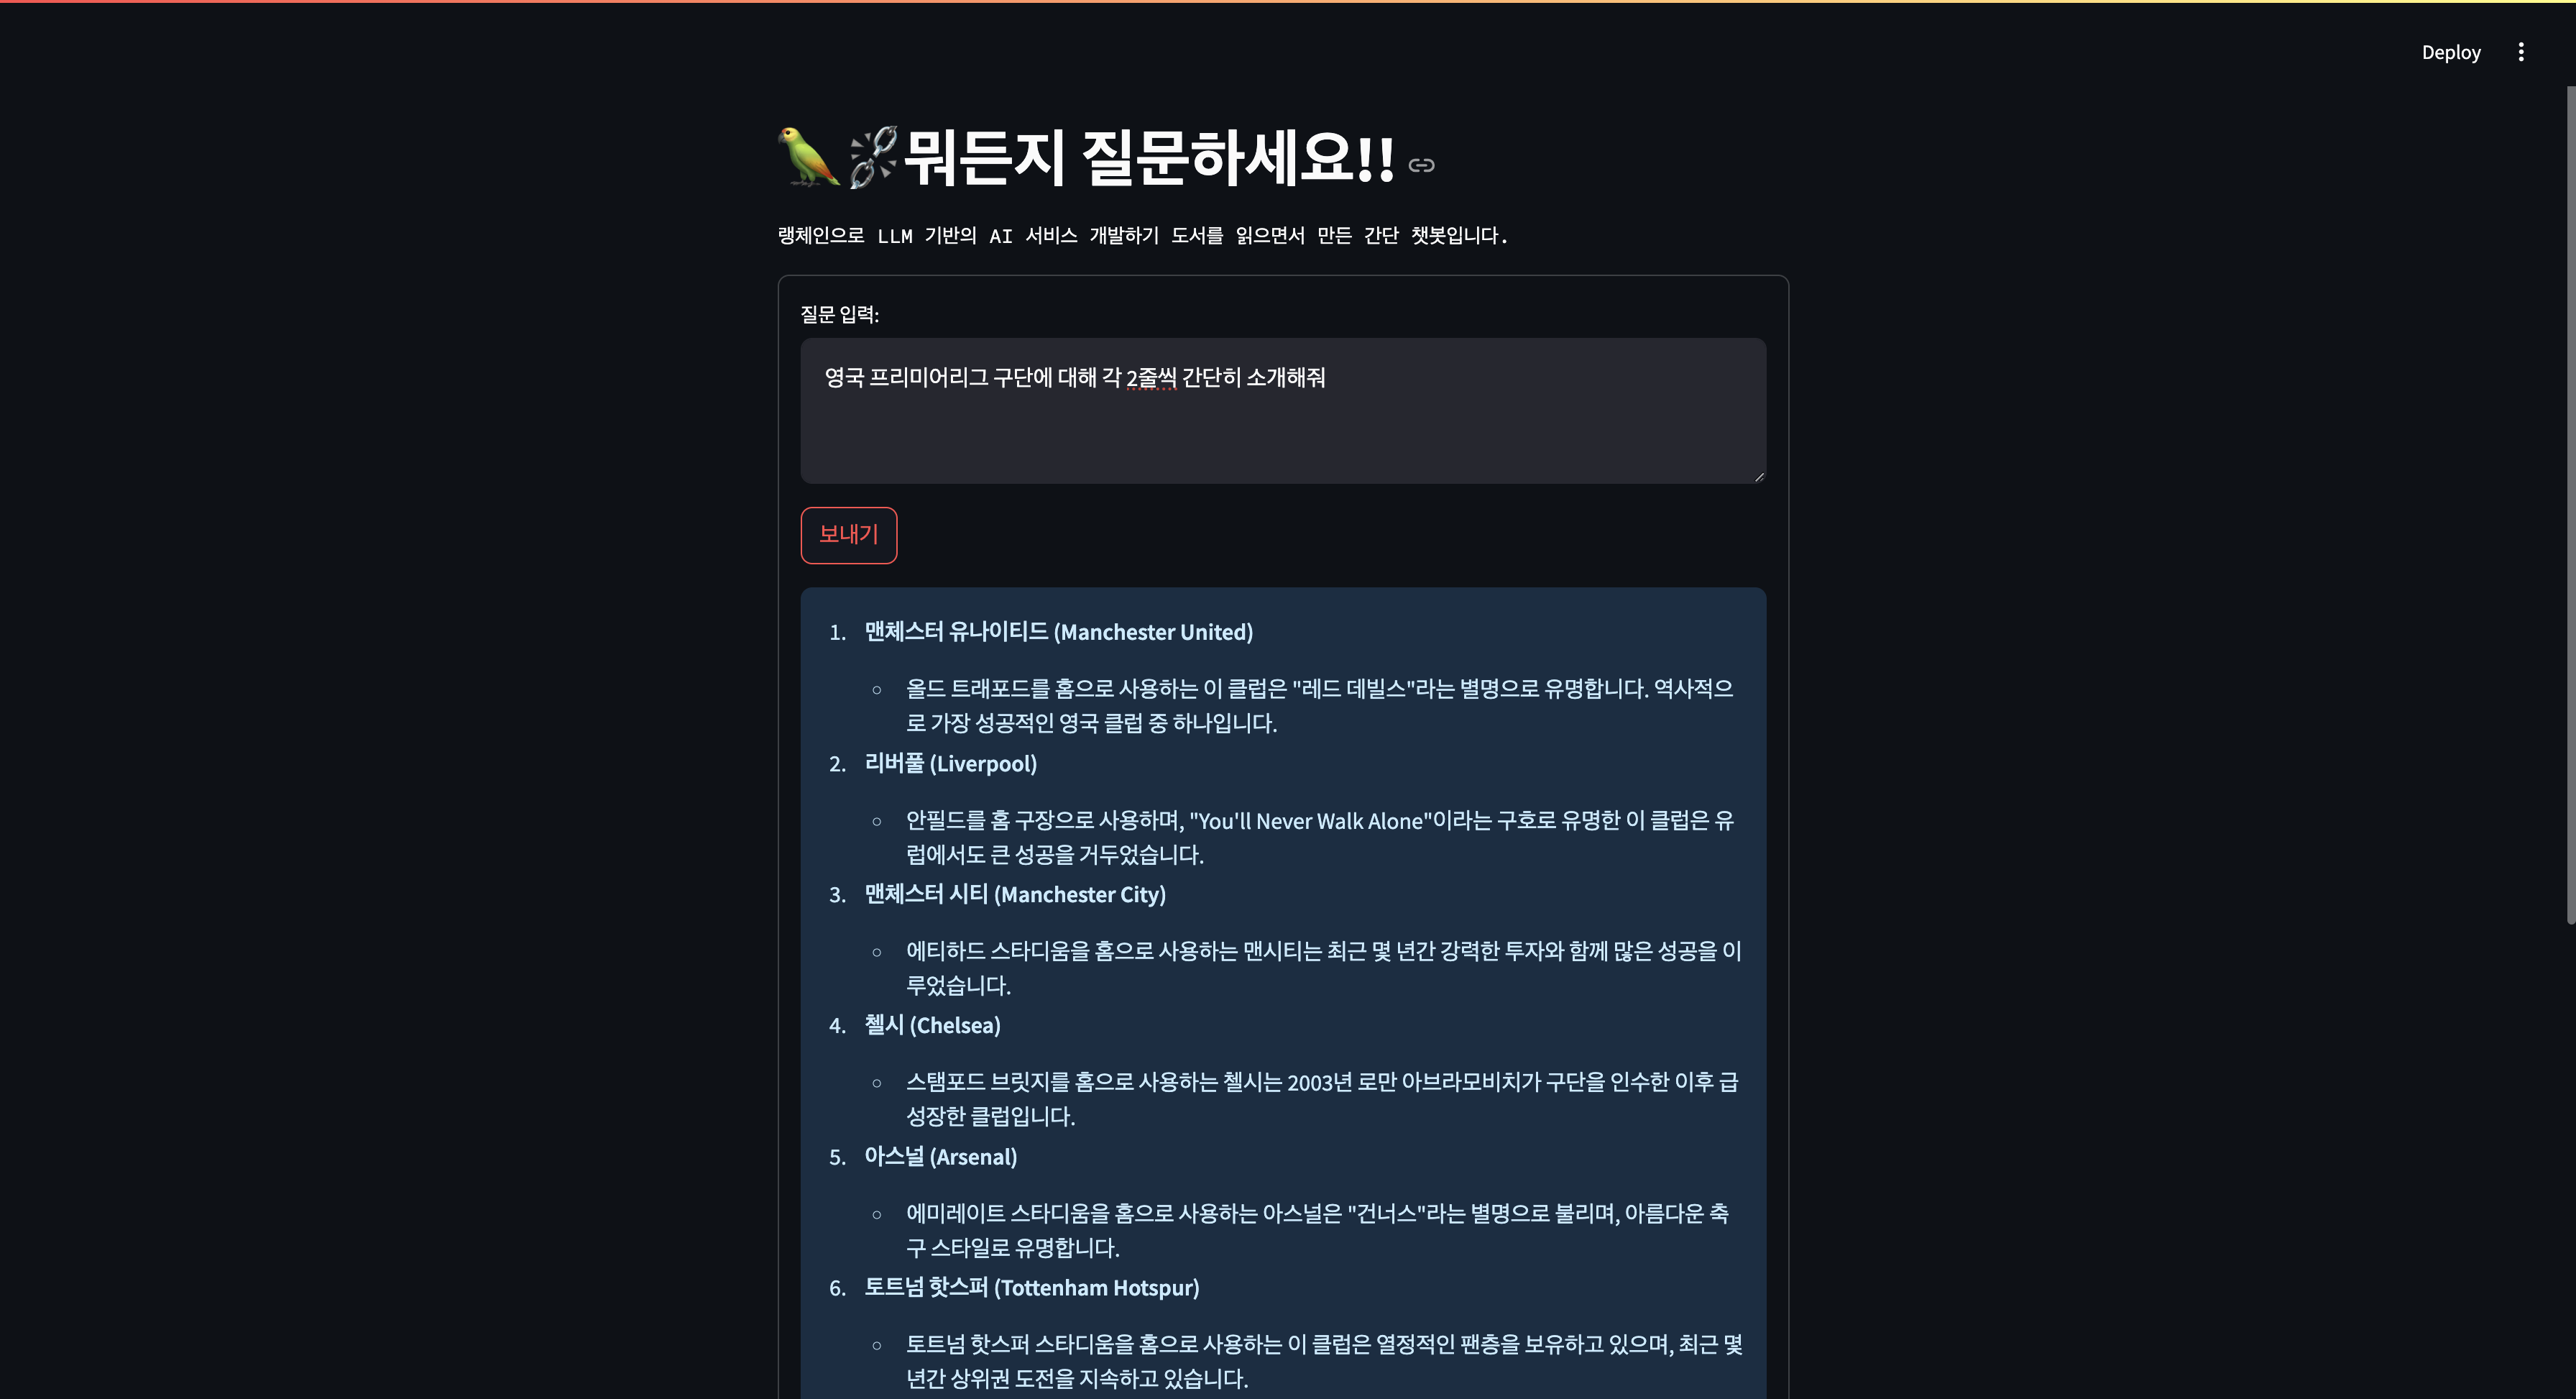 Deploy
뭐든지 질문하세요!!
랭체인으로 LLM 기반의 AI 서비스 개발하기 도서를 읽으면서 만든 간단 챗봇입니다.
질문 입력:
영국 프리미어리그 구단에 대해 각 2줄씩 간단히 소개해줘
보내기
1. 맨체스터 유나이티드 (Manchester United)
올드 트래포드를 홈으로 사용하는 이 클럽은 "레드 데빌스"라는 별명으로 유명합니다. 역사적으
로 가장 성공적인 영국 클럽 중 하나입니다.
2. 리버풀 (Liverpool)
안필드를 홈 구장으로 사용하며, "You'll Never Walk Alone"이라는 구호로 유명한 이 클럽은 유
럽에서도 큰 성공을 거두었습니다.
3. 맨체스터 시티 (Manchester City)
에티하드 스타디움을 홈으로 사용하는 맨시티는 최근 몇 년간 강력한 투자와 함께 많은 성공을 이
루었습니다.
4. 첼시 (Chelsea)
스탬포드 브릿지를 홈으로 사용하는 첼시는 2003년 로만 아브라모비치가 구단을 인수한 이후 급
성장한 클럽입니다.
5. 아스널 (Arsenal)
에미레이트 스타디움을 홈으로 사용하는 아스널은 "건너스"라는 별명으로 불리며, 아름다운 축
구 스타일로 유명합니다.
6. 토트넘 핫스퍼 (Tottenham Hotspur)
토트넘 핫스퍼 스타디움을 홈으로 사용하는 이 클럽은 열정적인 팬층을 보유하고 있으며, 최근 몇
년간 상위권 도전을 지속하고 있습니다.